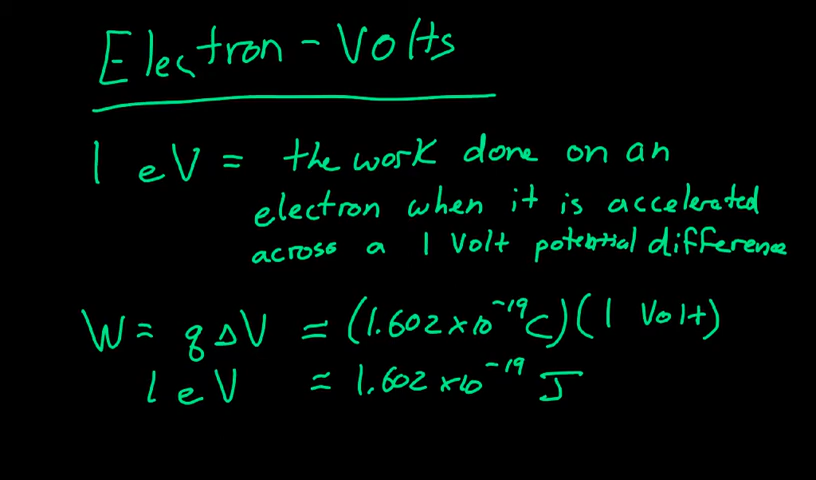 Electron - Volts
1 eV = the work done on an
electron when it is accelerated
across a 1 Volt potential difference
W = qΔV = (1.602 x 10^-19 C)(1 Volt)
1 eV = 1.602 x 10^-19 J